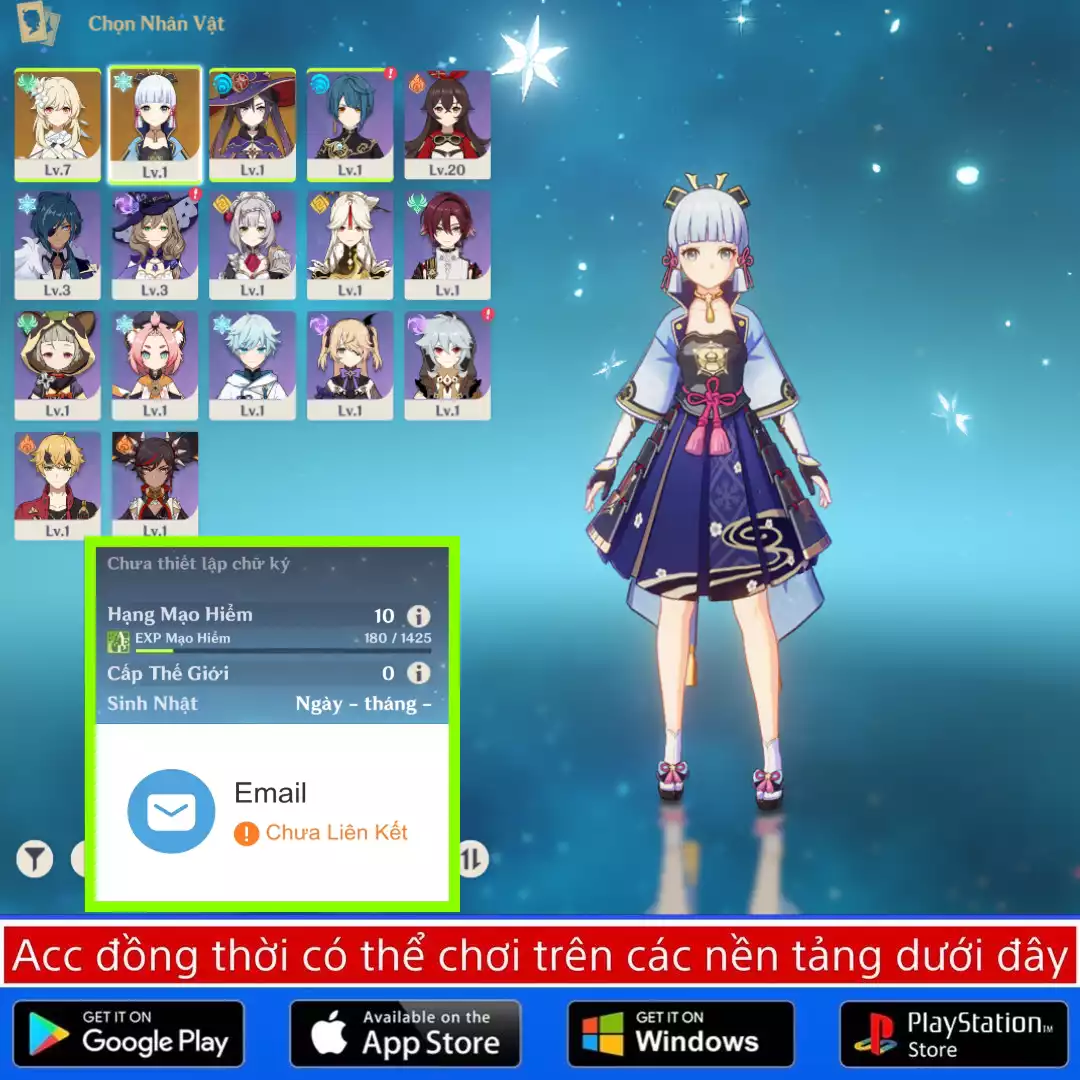 Chọn Nhân Vật
Lv.7
Lv.1
Lv.1
Lv.1
Lv.20
Lv.3
Lv.3
Lv.1
Lv.1
Lv.1
Lv.1
Lv.1
Lv.1
Lv.1
Lv.1
Lv.1
Lv.1
Chưa thiết lập chữ ký
Hạng Mạo Hiểm 10
EXP Mạo Hiểm 180 / 1425
Cấp Thế Giới 0
Sinh Nhật Ngày - tháng -
Email
Chưa Liên Kết
Acc đồng thời có thể chơi trên các nền tảng dưới đây
GET IT ON
Google Play
Available on the
App Store
GET IT ON
Windows
PlayStation™
Store